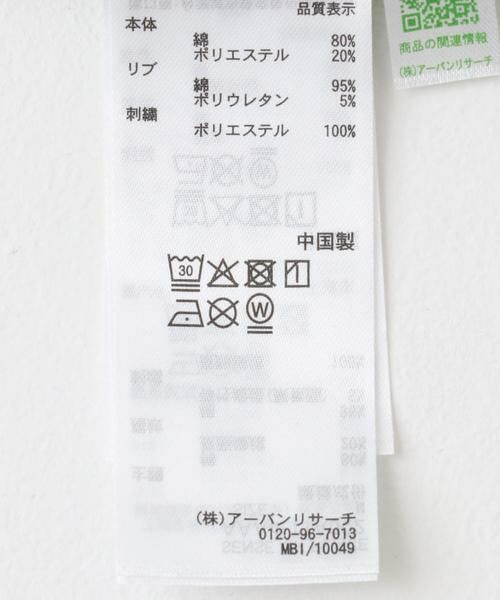 品質表示
本体
綿 80%
ポリエステル 20%
リブ
綿 95%
ポリウレタン 5%
刺繍
ポリエステル 100%
中国製
30
W
(株)アーバンリサーチ
0120-96-7013
MBI/10049
商品の関連情報
(株)アーバンリサーチ